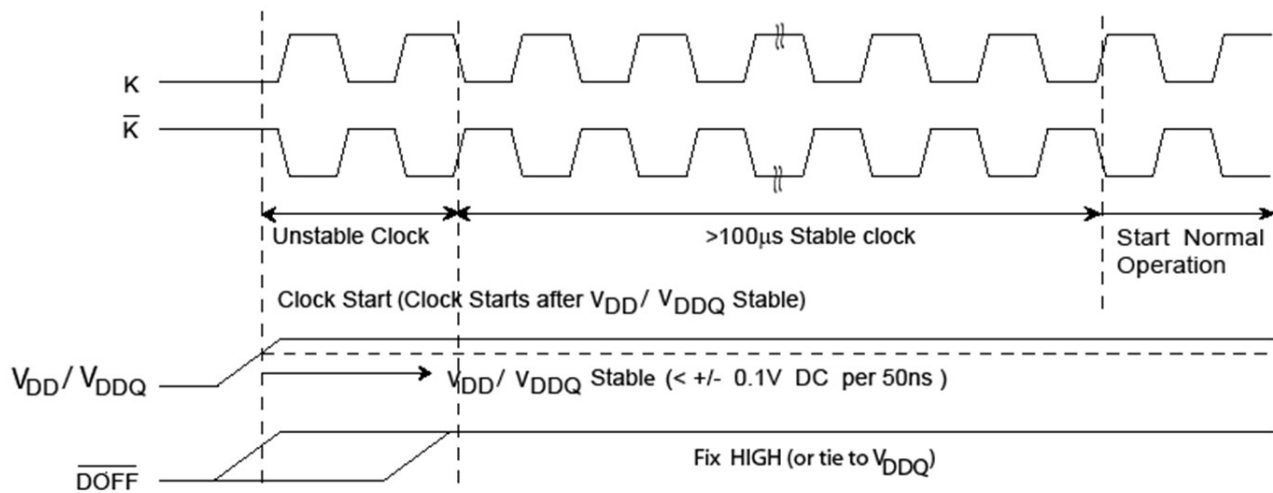 K
K̅
Unstable Clock
>100μs Stable clock
Start Normal
Operation
Clock Start (Clock Starts after VDD/ VDDQ Stable)
VDD/ VDDQ
VDD/ VDDQ Stable (< +/- 0.1V DC per 50ns )
Fix HIGH (or tie to VDDQ)
D̅O̅F̅F̅